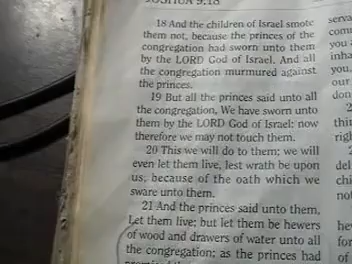 JOSHUA 9:18
18 And the children of Israel smote
them not, because the princes of the
congregation had sworn unto them
by the LORD God of Israel. And all
the congregation murmured against
the princes.
19 But all the princes said unto all
the congregation, We have sworn unto
them by the LORD God of Israel: now
therefore we may not touch them.
20 This we will do to them; we will
even let them live, lest wrath be upon
us, because of the oath which we
sware unto them.
21 And the princes said unto them,
Let them live; but let them be hewers
of wood and drawers of water unto all
the congregation; as the princes had